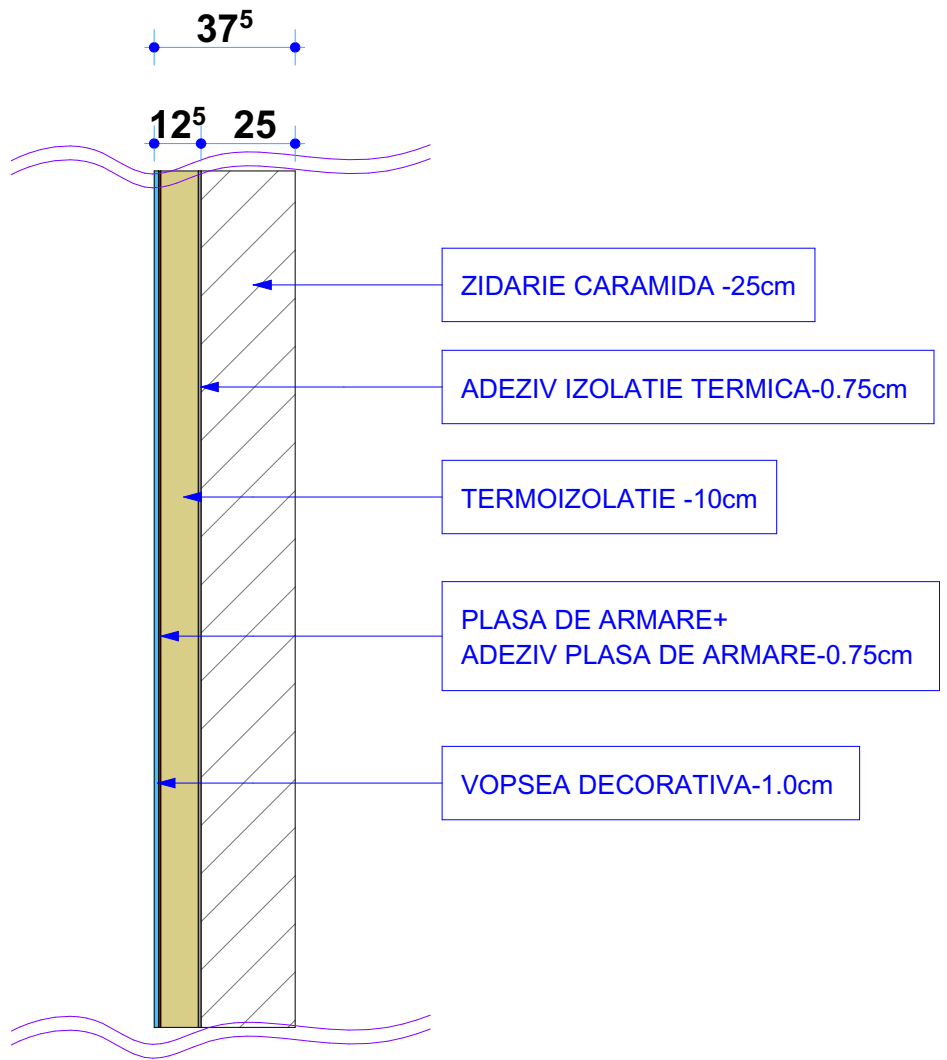 37⁵
12⁵ 25
ZIDARIE CARAMIDA -25cm
ADEZIV IZOLATIE TERMICA-0.75cm
TERMOIZOLATIE -10cm
PLASA DE ARMARE+
ADEZIV PLASA DE ARMARE-0.75cm
VOPSEA DECORATIVA-1.0cm